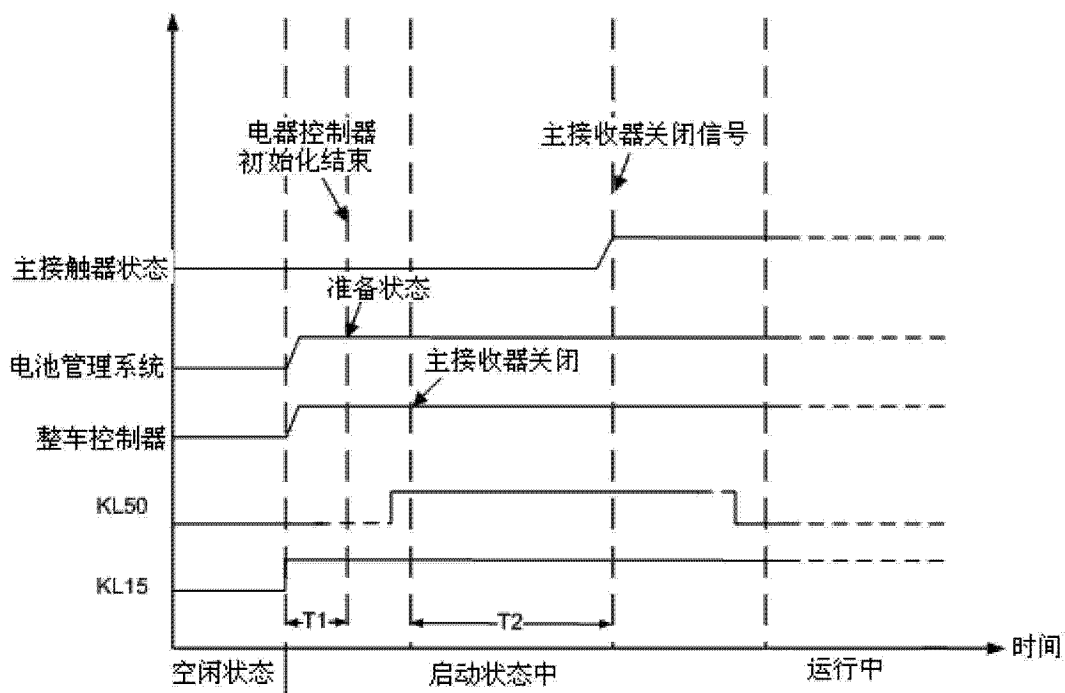 电器控制器
初始化结束
主接收器关闭信号
主接触器状态
准备状态
电池管理系统
主接收器关闭
整车控制器
KL50
KL15
T1
T2
时间
空闲状态
启动状态中
运行中